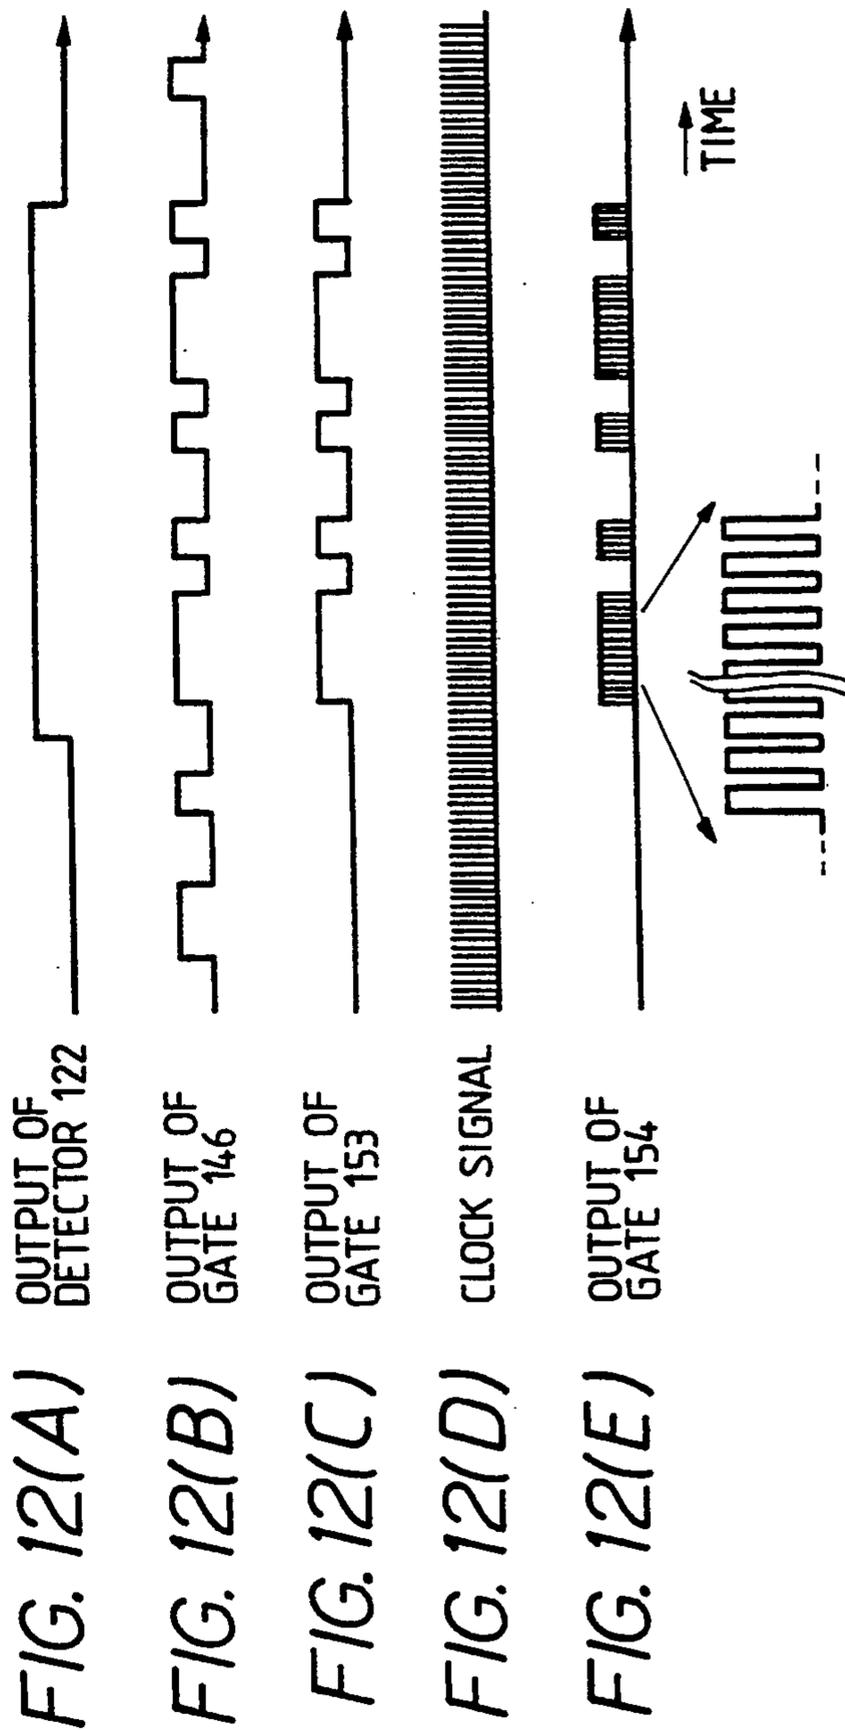 FIG. 12(A)
OUTPUT OF
DETECTOR 122
FIG. 12(B)
OUTPUT OF
GATE 146
FIG. 12(C)
OUTPUT OF
GATE 153
FIG. 12(D)
CLOCK SIGNAL
FIG. 12(E)
OUTPUT OF
GATE 154
TIME